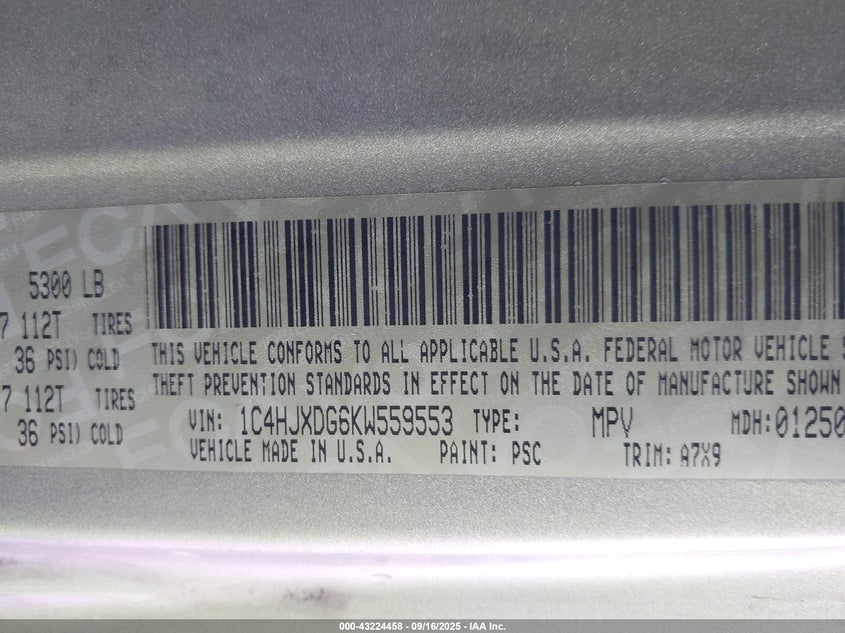 5300 LB
7 112T TIRES
36 PSI) COLD
7 112T TIRES
36 PSI) COLD
THIS VEHICLE CONFORMS TO ALL APPLICABLE U.S.A. FEDERAL MOTOR VEHICLE S
THEFT PREVENTION STANDARDS IN EFFECT ON THE DATE OF MANUFACTURE SHOWN
VIN: 1C4HJXDG6KW559553 TYPE: MPV MDH:01250
VEHICLE MADE IN U.S.A. PAINT: PSC TRIM: A7X9
000-43224458 - 09/16/2025 - IAA Inc.